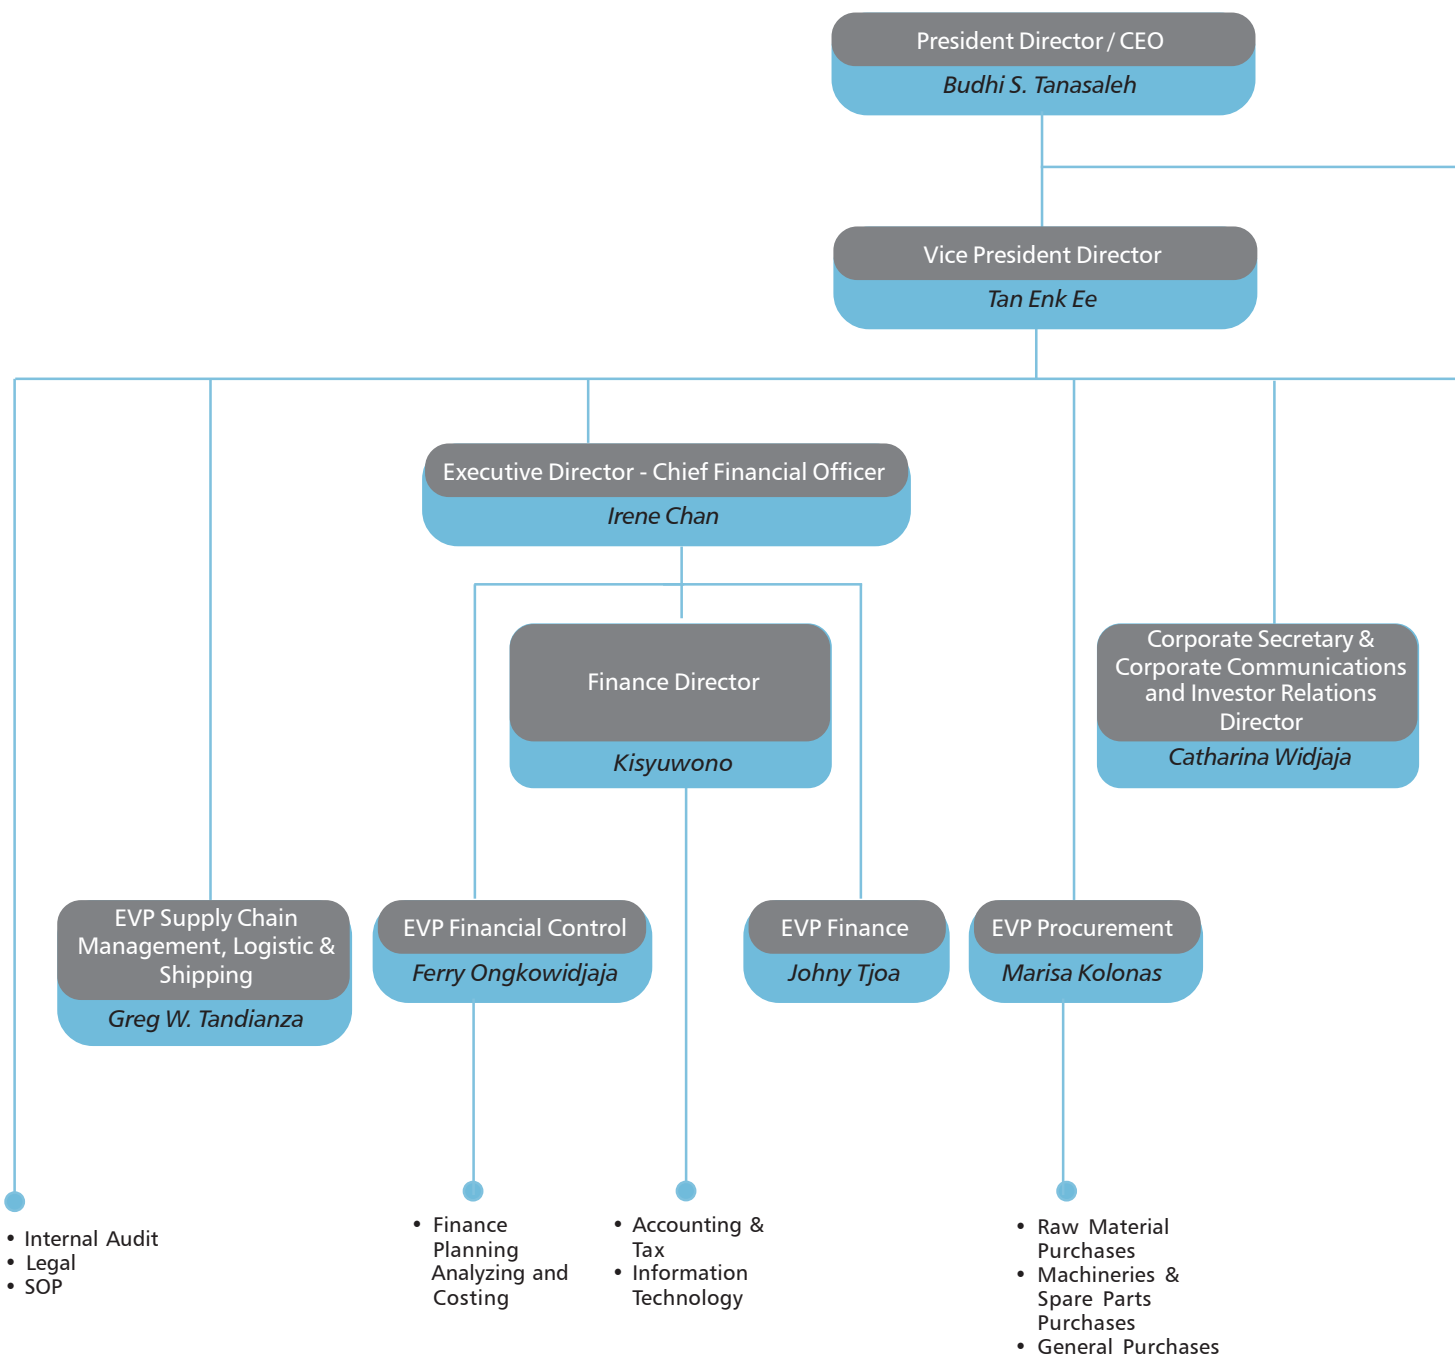 President Director / CEO
Budhi S. Tanasaleh
Vice President Director
Tan Enk Ee
Executive Director - Chief Financial Officer
Irene Chan
Finance Director
Kisyuwono
Corporate Secretary &
Corporate Communications
and Investor Relations
Director
Catharina Widjaja
EVP Supply Chain
Management, Logistic &
Shipping
Greg W. Tandianza
EVP Financial Control
Ferry Ongkowidjaja
EVP Finance
Johny Tjoa
EVP Procurement
Marisa Kolonas
• Internal Audit
• Legal
• SOP
• Finance
Planning
Analyzing and
Costing
• Accounting &
Tax
• Information
Technology
• Raw Material
Purchases
• Machineries &
Spare Parts
Purchases
• General Purchases